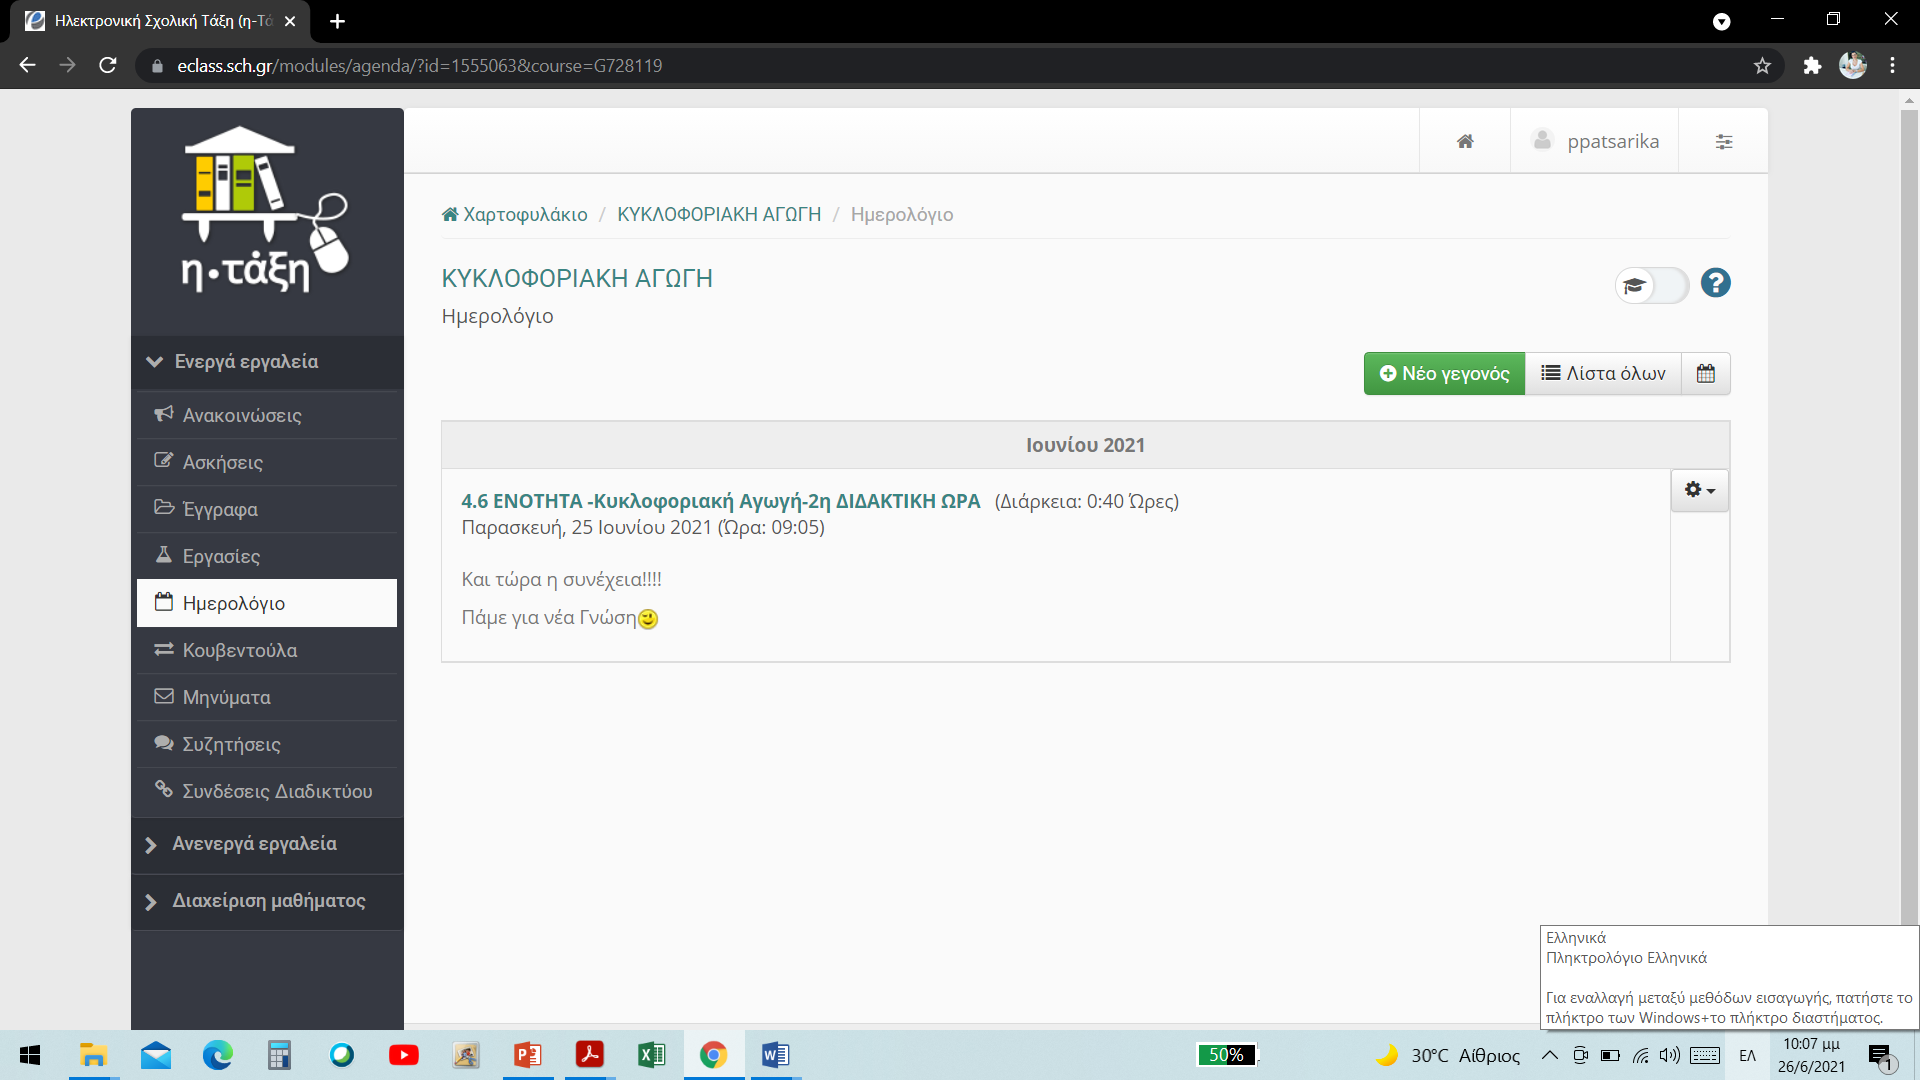 Ηλεκτρονική Σχολική Τάξη (η-Τά
eclass.sch.gr/modules/agenda/?id=1555063&course=G728119
η•τάξη
ppatsarika
Χαρτοφυλάκιο / ΚΥΚΛΟΦΟΡΙΑΚΗ ΑΓΩΓΗ / Ημερολόγιο
ΚΥΚΛΟΦΟΡΙΑΚΗ ΑΓΩΓΗ
Ημερολόγιο
Νέο γεγονός
Λίστα όλων
Ενεργά εργαλεία
Ανακοινώσεις
Ασκήσεις
Έγγραφα
Εργασίες
Ημερολόγιο
Κουβεντούλα
Μηνύματα
Συζητήσεις
Συνδέσεις Διαδικτύου
Ανενεργά εργαλεία
Διαχείριση μαθήματος
Ιουνίου 2021
4.6 ΕΝΟΤΗΤΑ -Κυκλοφοριακή Αγωγή-2η ΔΙΔΑΚΤΙΚΗ ΩΡΑ (Διάρκεια: 0:40 Ώρες)
Παρασκευή, 25 Ιουνίου 2021 (Ώρα: 09:05)
Και τώρα η συνέχεια!!!!
Πάμε για νέα Γνώση
Ελληνικά
Πληκτρολόγιο Ελληνικά
Για εναλλαγή μεταξύ μεθόδων εισαγωγής, πατήστε το
πλήκτρο των Windows+το πλήκτρο διαστήματος.
50%
30°C Αίθριος
ΕΛ
10:07 μμ
26/6/2021
1